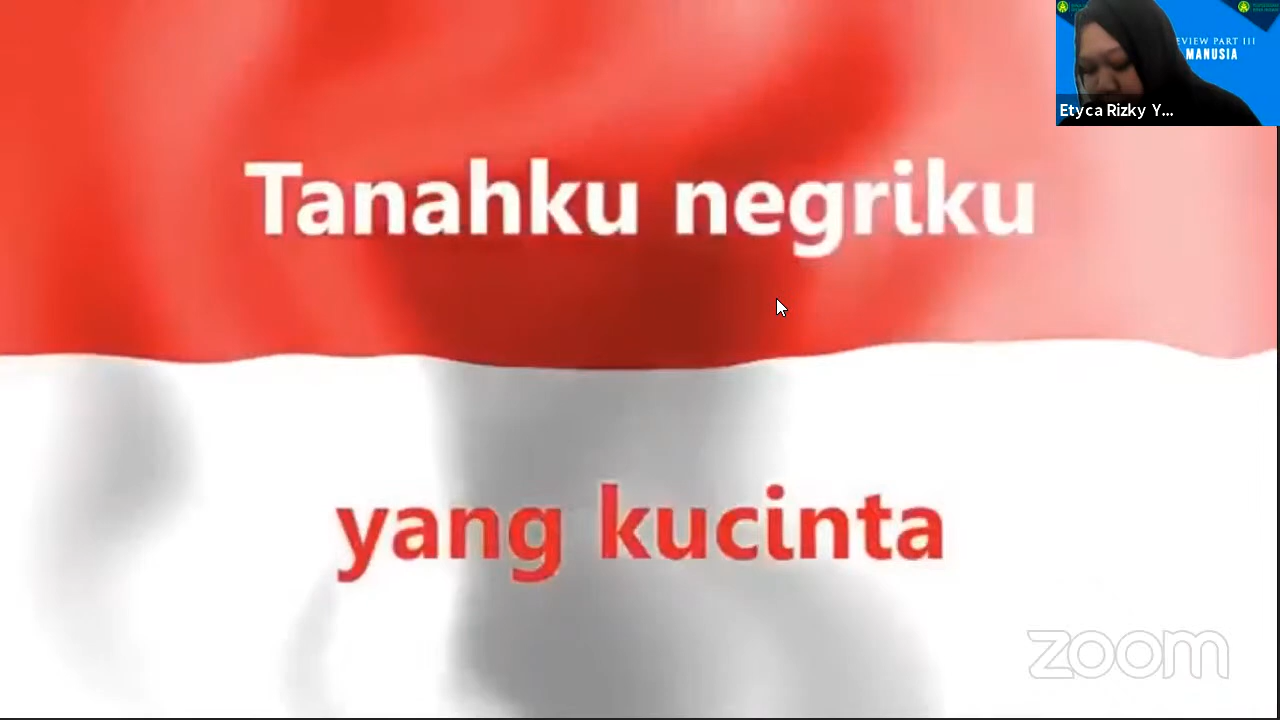 Tanahku negriku
yang kucinta
EVIEW PART III
MANUSIA
Etyca Rizky Y...
zoom